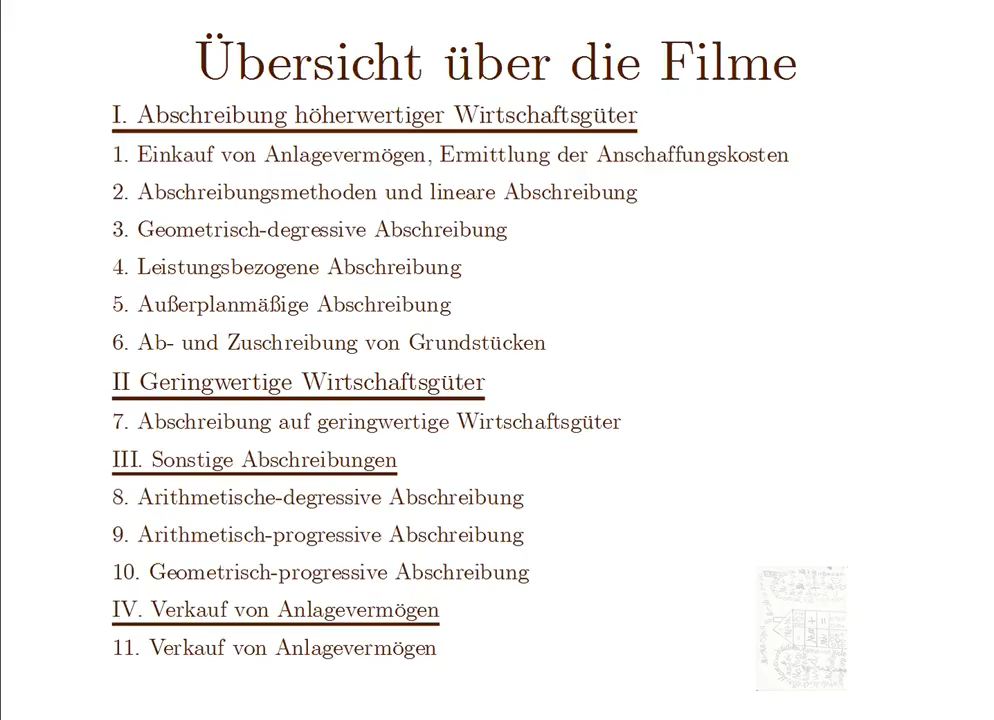 Übersicht über die Filme
I. Abschreibung höherwertiger Wirtschaftsgüter
1. Einkauf von Anlagevermögen, Ermittlung der Anschaffungskosten
2. Abschreibungsmethoden und lineare Abschreibung
3. Geometrisch-degressive Abschreibung
4. Leistungsbezogene Abschreibung
5. Außerplanmäßige Abschreibung
6. Ab- und Zuschreibung von Grundstücken
II Geringwertige Wirtschaftsgüter
7. Abschreibung auf geringwertige Wirtschaftsgüter
III. Sonstige Abschreibungen
8. Arithmetische-degressive Abschreibung
9. Arithmetisch-progressive Abschreibung
10. Geometrisch-progressive Abschreibung
IV. Verkauf von Anlagevermögen
11. Verkauf von Anlagevermögen